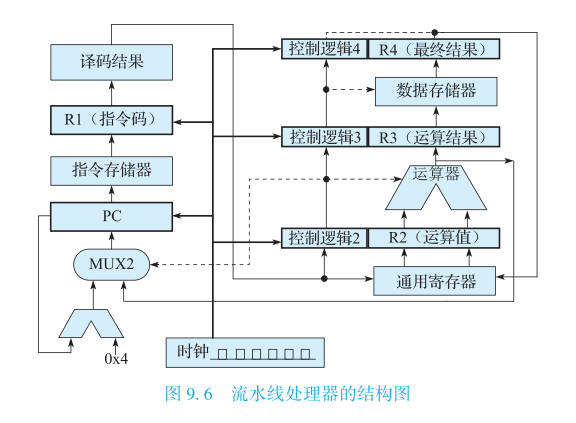 译码结果
R1（指令码）
指令存储器
PC
MUX2
0x4
控制逻辑4
R4（最终结果）
数据存储器
控制逻辑3
R3（运算结果）
运算器
控制逻辑2
R2（运算值）
通用寄存器
时钟
图 9.6 流水线处理器的结构图